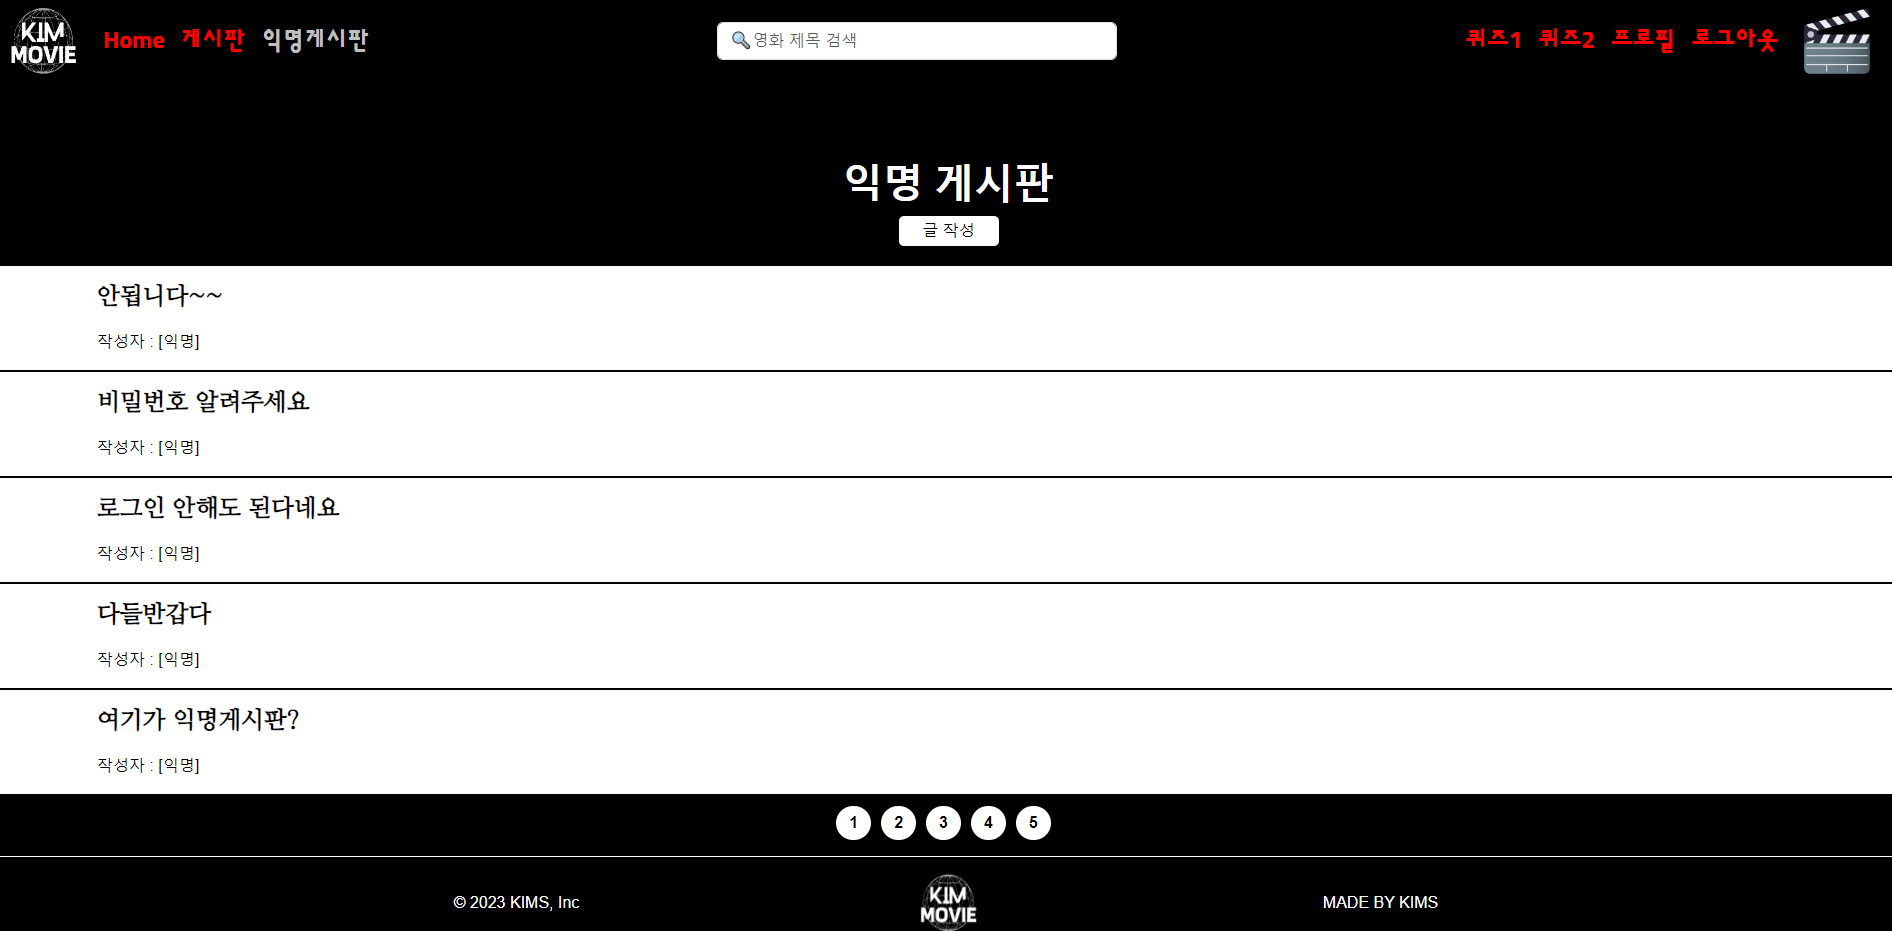 KIM
MOVIE
Home 게시판 익명게시판
영화 제목 검색
퀴즈1 퀴즈2 프로필 로그아웃
익명 게시판
글 작성
안됩니다~~
작성자 : [익명]
비밀번호 알려주세요
작성자 : [익명]
로그인 안해도 된다네요
작성자 : [익명]
다들반갑다
작성자 : [익명]
여기가 익명게시판?
작성자 : [익명]
1 2 3 4 5
© 2023 KIMS, Inc
KIM
MOVIE
MADE BY KIMS